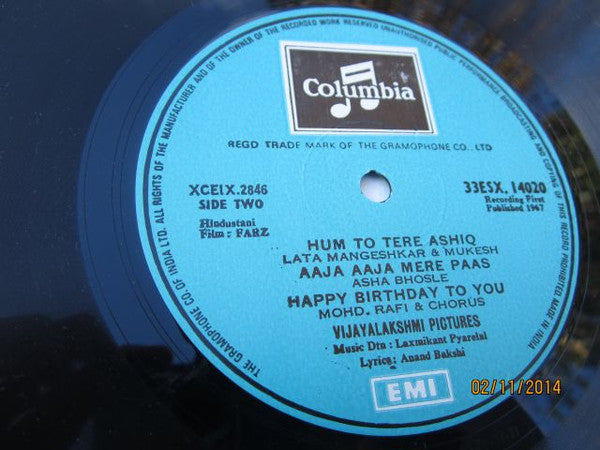 THE GRAMOPHONE CO. OF INDIA LTD. ALL RIGHTS OF THE MANUFACTURER AND OF THE OWNER OF THE RECORDED WORK RESERVED UNAUTHORISED PUBLIC PERFORMANCE BROADCASTING AND COPYING OF THIS RECORD PROHIBITED MADE IN INDIA
Columbia
REGD TRADE MARK OF THE GRAMOPHONE CO., LTD
XCEIX.2846
SIDE TWO
33ESX. 14020
Recording First
Published 1967
Hindustani
Film : FARZ
HUM TO TERE ASHIQ
LATA MANGESHKAR & MUKESH
AAJA AAJA MERE PAAS
ASHA BHOSLE
HAPPY BIRTHDAY TO YOU
MOHD. RAFI & CHORUS
VIJAYALAKSHMI PICTURES
Music Dtn : Laxmikant Pyarelal
Lyrics: Anand Bakshi
EMI
02/11/2014